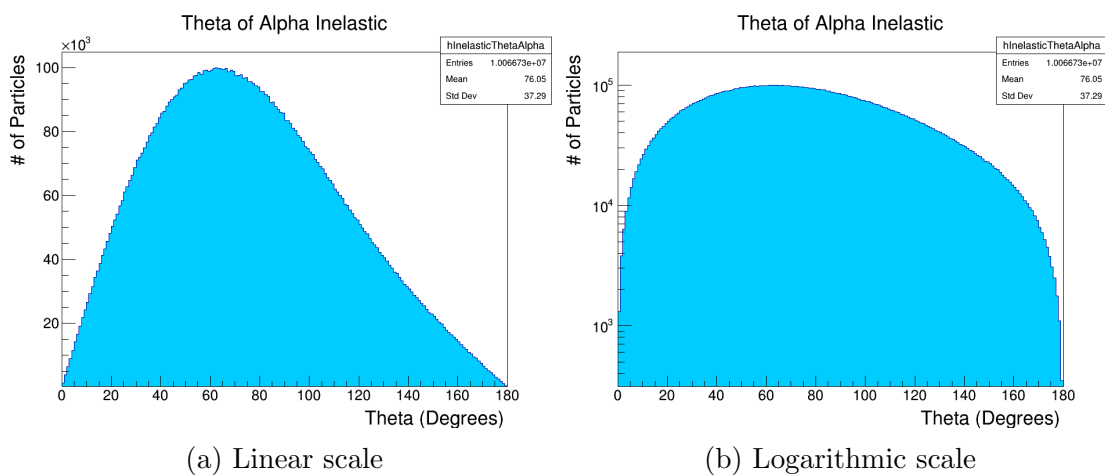 Theta of Alpha Inelastic
×10³
# of Particles
100
80
60
40
20
0 20 40 60 80 100 120 140 160 180
Theta (Degrees)
hInelasticThetaAlpha
Entries 1.006673e+07
Mean 76.05
Std Dev 37.29
(a) Linear scale
Theta of Alpha Inelastic
# of Particles
10⁵
10⁴
10³
0 20 40 60 80 100 120 140 160 180
Theta (Degrees)
hInelasticThetaAlpha
Entries 1.006673e+07
Mean 76.05
Std Dev 37.29
(b) Logarithmic scale